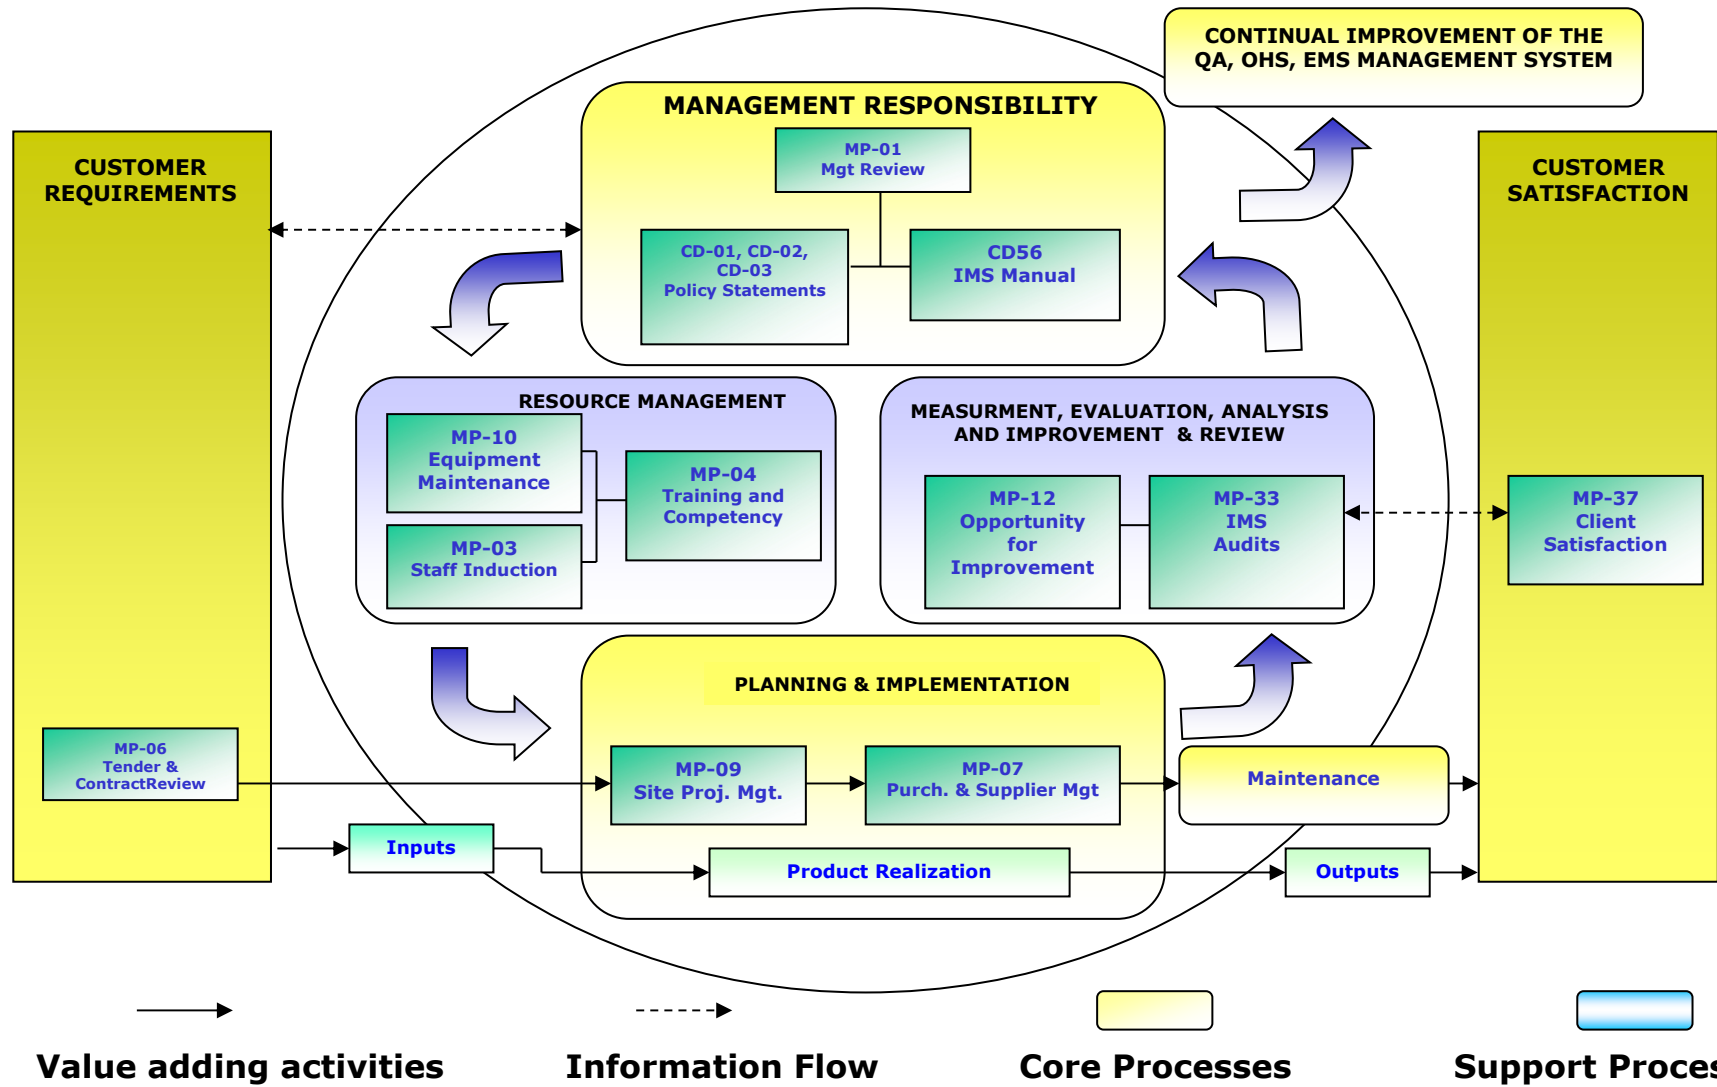 CONTINUAL IMPROVEMENT OF THE
QA, OHS, EMS MANAGEMENT SYSTEM
MANAGEMENT RESPONSIBILITY
MP-01
Mgt Review
CUSTOMER
REQUIREMENTS
CUSTOMER
SATISFACTION
CD-01, CD-02,
CD-03
Policy Statements
CD56
IMS Manual
RESOURCE MANAGEMENT
MP-10
Equipment
Maintenance
MP-04
Training and
Competency
MP-03
Staff Induction
MEASURMENT, EVALUATION, ANALYSIS
AND IMPROVEMENT & REVIEW
MP-12
Opportunity
for
Improvement
MP-33
IMS
Audits
MP-37
Client
Satisfaction
PLANNING & IMPLEMENTATION
MP-06
Tender &
ContractReview
MP-09
Site Proj. Mgt.
MP-07
Purch. & Supplier Mgt
Maintenance
Inputs
Product Realization
Outputs
Value adding activities
Information Flow
Core Processes
Support Proces